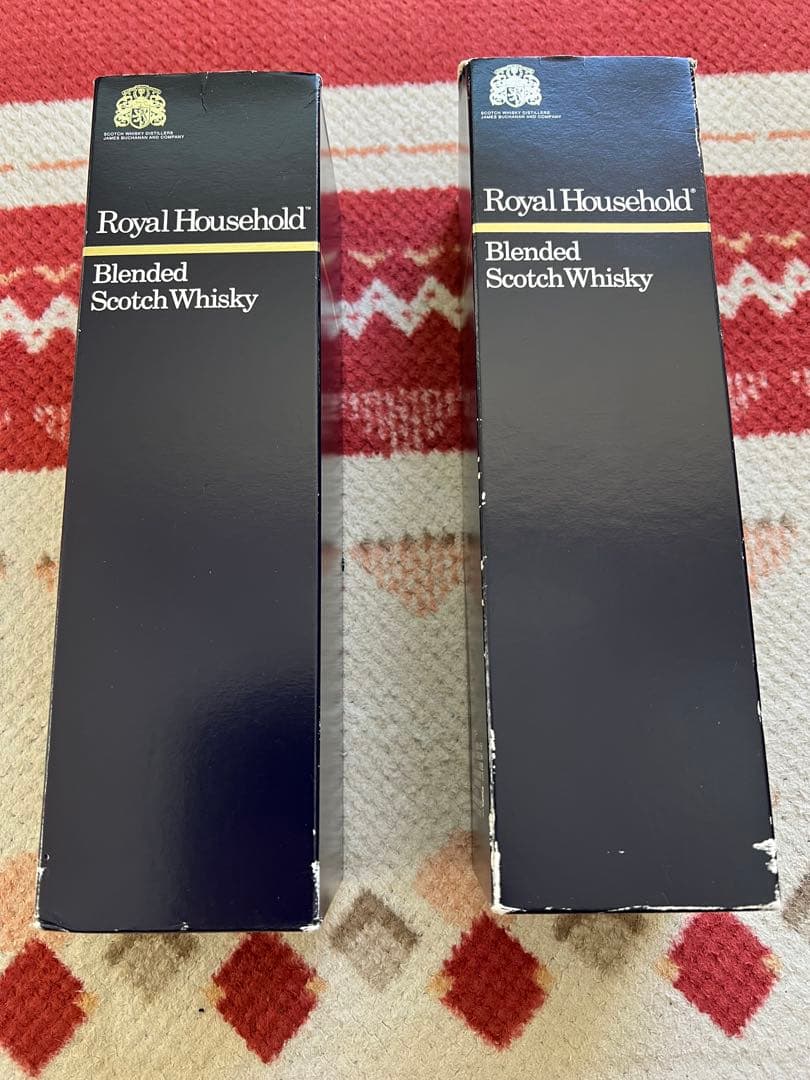 SCOTCH WHISKY DISTILLERS
JAMES BUCHANAN AND COMPANY
Royal Household™
Blended
Scotch Whisky
SCOTCH WHISKY DISTILLERS
JAMES BUCHANAN AND COMPANY
Royal Household®
Blended
Scotch Whisky